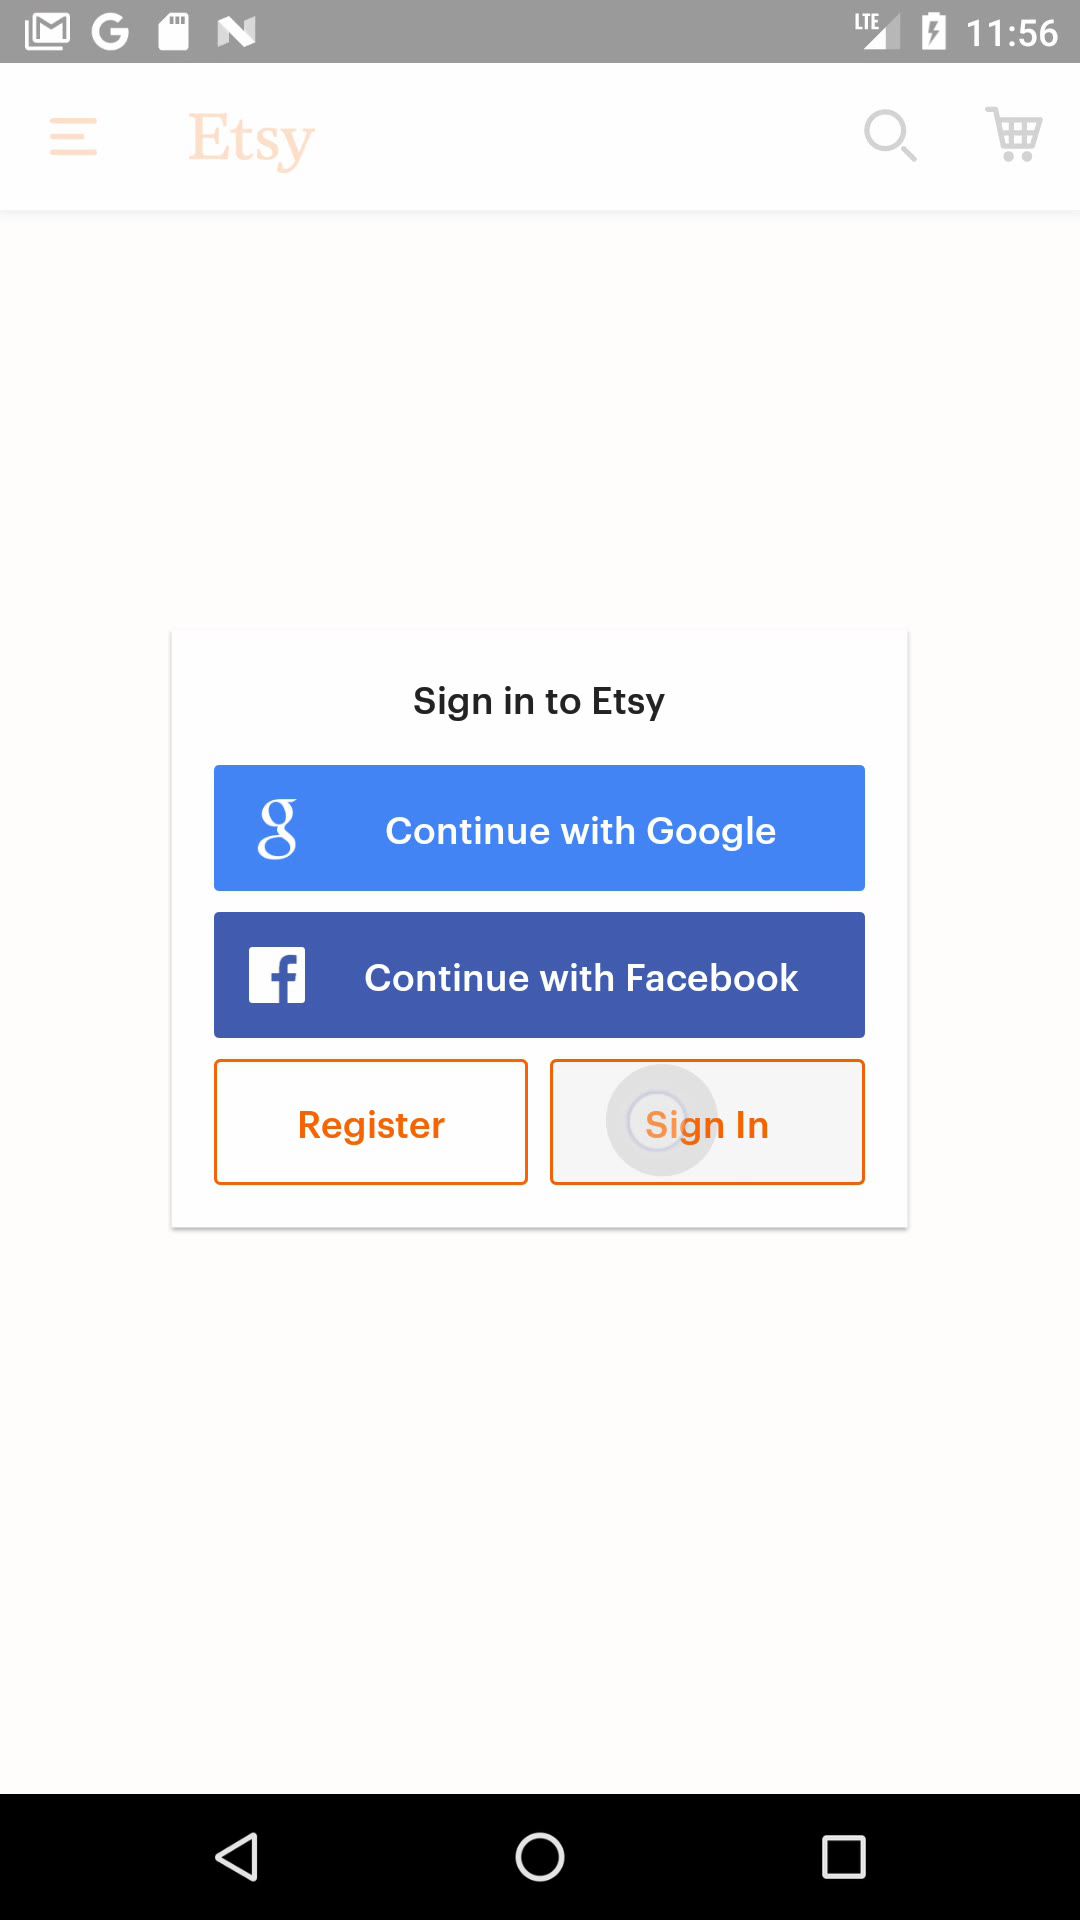 LTE 11:56
Etsy
Sign in to Etsy
Continue with Google
Continue with Facebook
Register Sign In